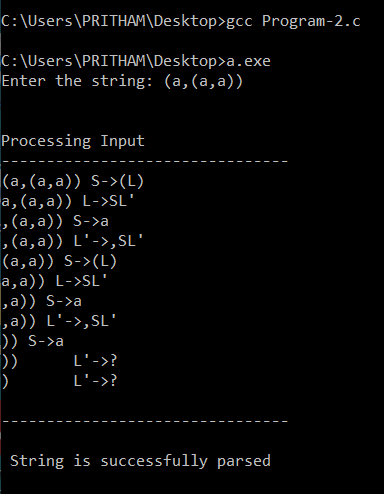 C:\Users\PRITHAM\Desktop>gcc Program-2.c
C:\Users\PRITHAM\Desktop>a.exe
Enter the string: (a,(a,a))
Processing Input
--------------------------------
(a,(a,a)) S->(L)
a,(a,a)) L->SL'
,(a,a)) S->a
,(a,a)) L'->,SL'
(a,a)) S->(L)
a,a)) L->SL'
,a)) S->a
,a)) L'->,SL'
)) S->a
))      L'->?
)       L'->?
--------------------------------
String is successfully parsed